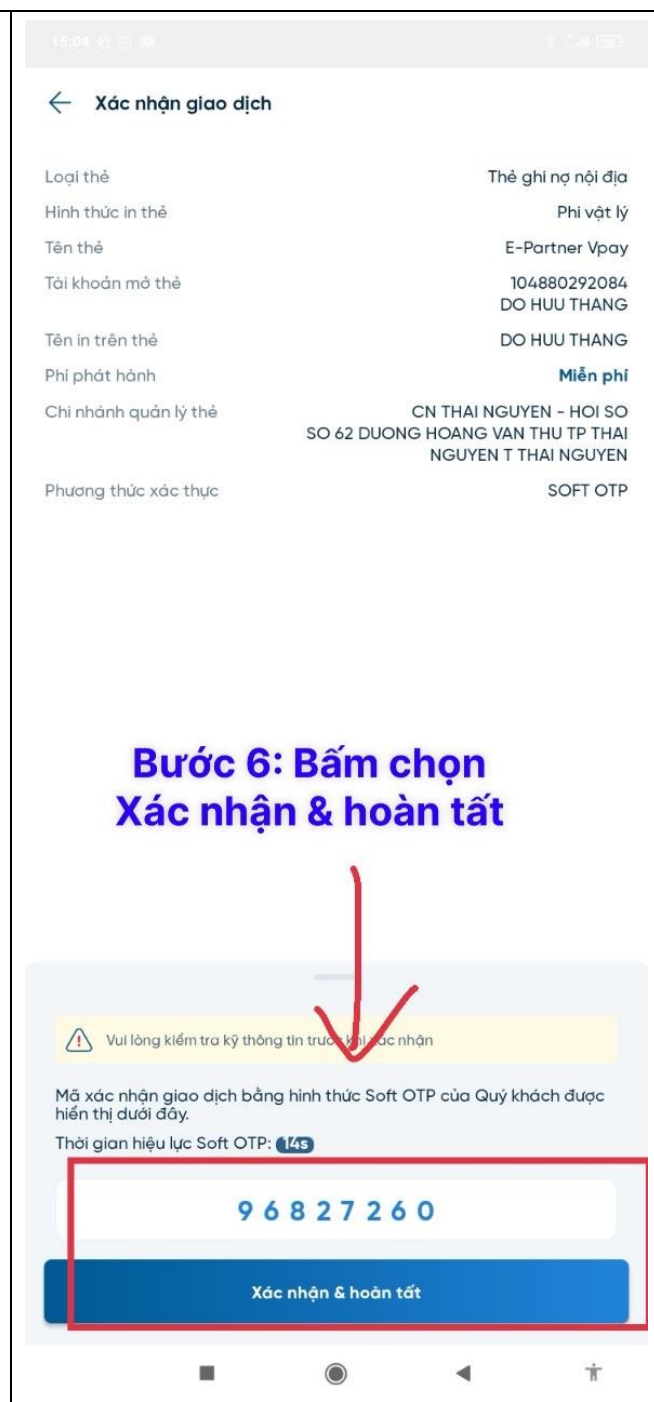 15:04
Xác nhận giao dịch
Loại thẻ Thẻ ghi nợ nội địa
Hình thức in thẻ Phi vật lý
Tên thẻ E-Partner Vpay
Tài khoản mở thẻ 104880292084
DO HUU THANG
Tên in trên thẻ DO HUU THANG
Phí phát hành Miễn phí
Chi nhánh quản lý thẻ CN THAI NGUYEN - HOI SO
SO 62 DUONG HOANG VAN THU TP THAI
NGUYEN T THAI NGUYEN
Phương thức xác thực SOFT OTP
Bước 6: Bấm chọn
Xác nhận & hoàn tất
Vui lòng kiểm tra kỹ thông tin trước khi xác nhận
Mã xác nhận giao dịch bằng hình thức Soft OTP của Quý khách được
hiển thị dưới đây.
Thời gian hiệu lực Soft OTP: 14s
96827260
Xác nhận & hoàn tất